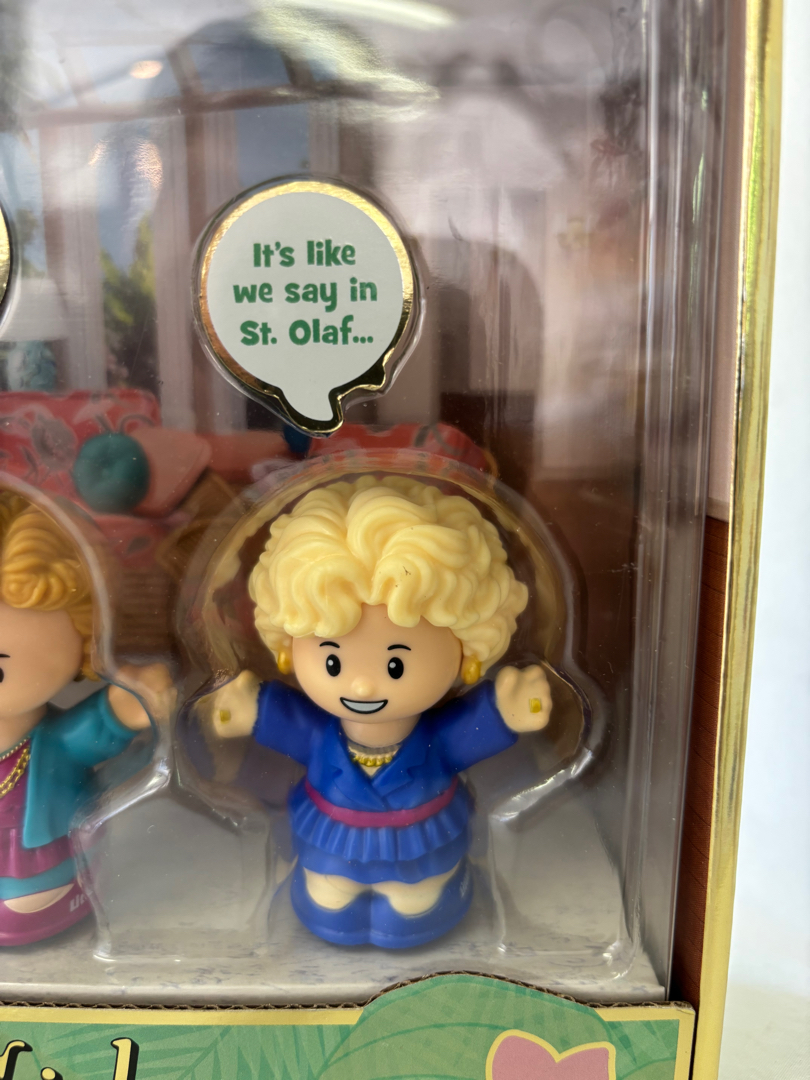 It's like
we say in
St. Olaf...